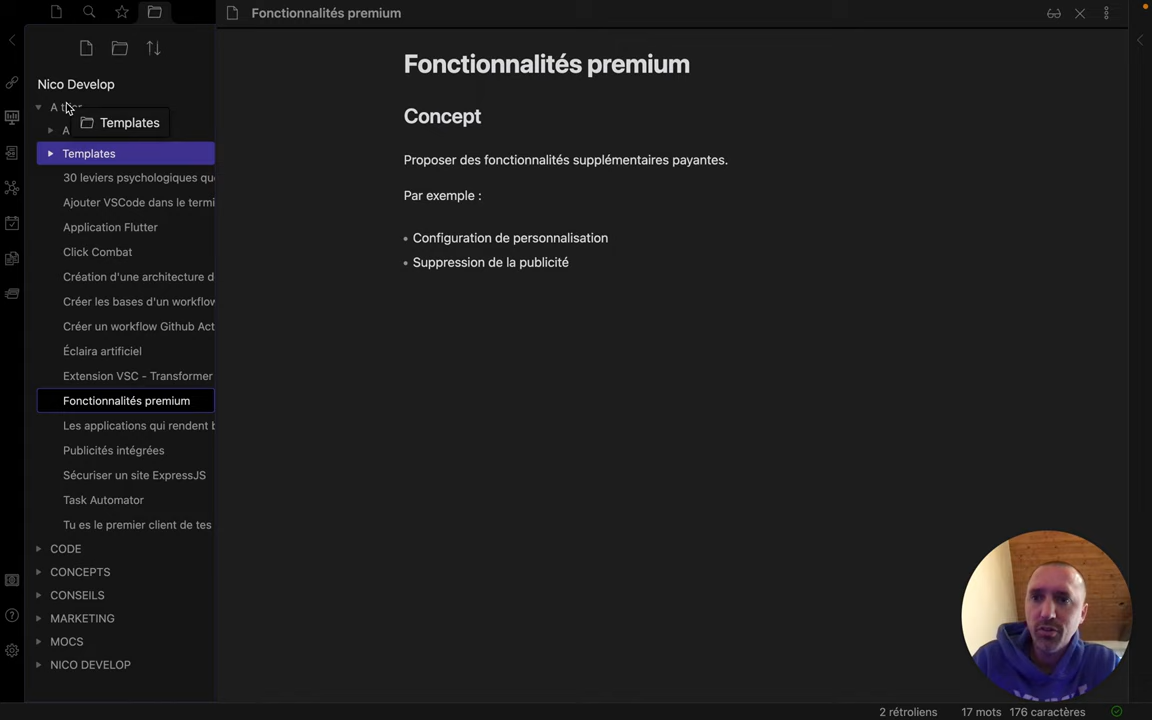 Fonctionnalités premium
Nico Develop
A
Templates
A
Templates
30 leviers psychologiques qu
Ajouter VSCode dans le termi
Application Flutter
Click Combat
Création d'une architecture d
Créer les bases d'un workflow
Créer un workflow Github Act
Éclaira artificiel
Extension VSC - Transformer
Fonctionnalités premium
Les applications qui rendent b
Publicités intégrées
Sécuriser un site ExpressJS
Task Automator
Tu es le premier client de tes
CODE
CONCEPTS
CONSEILS
MARKETING
MOCS
NICO DEVELOP
Fonctionnalités premium
Concept
Proposer des fonctionnalités supplémentaires payantes.
Par exemple :
• Configuration de personnalisation
• Suppression de la publicité
2 rétroliens 17 mots 176 caractères